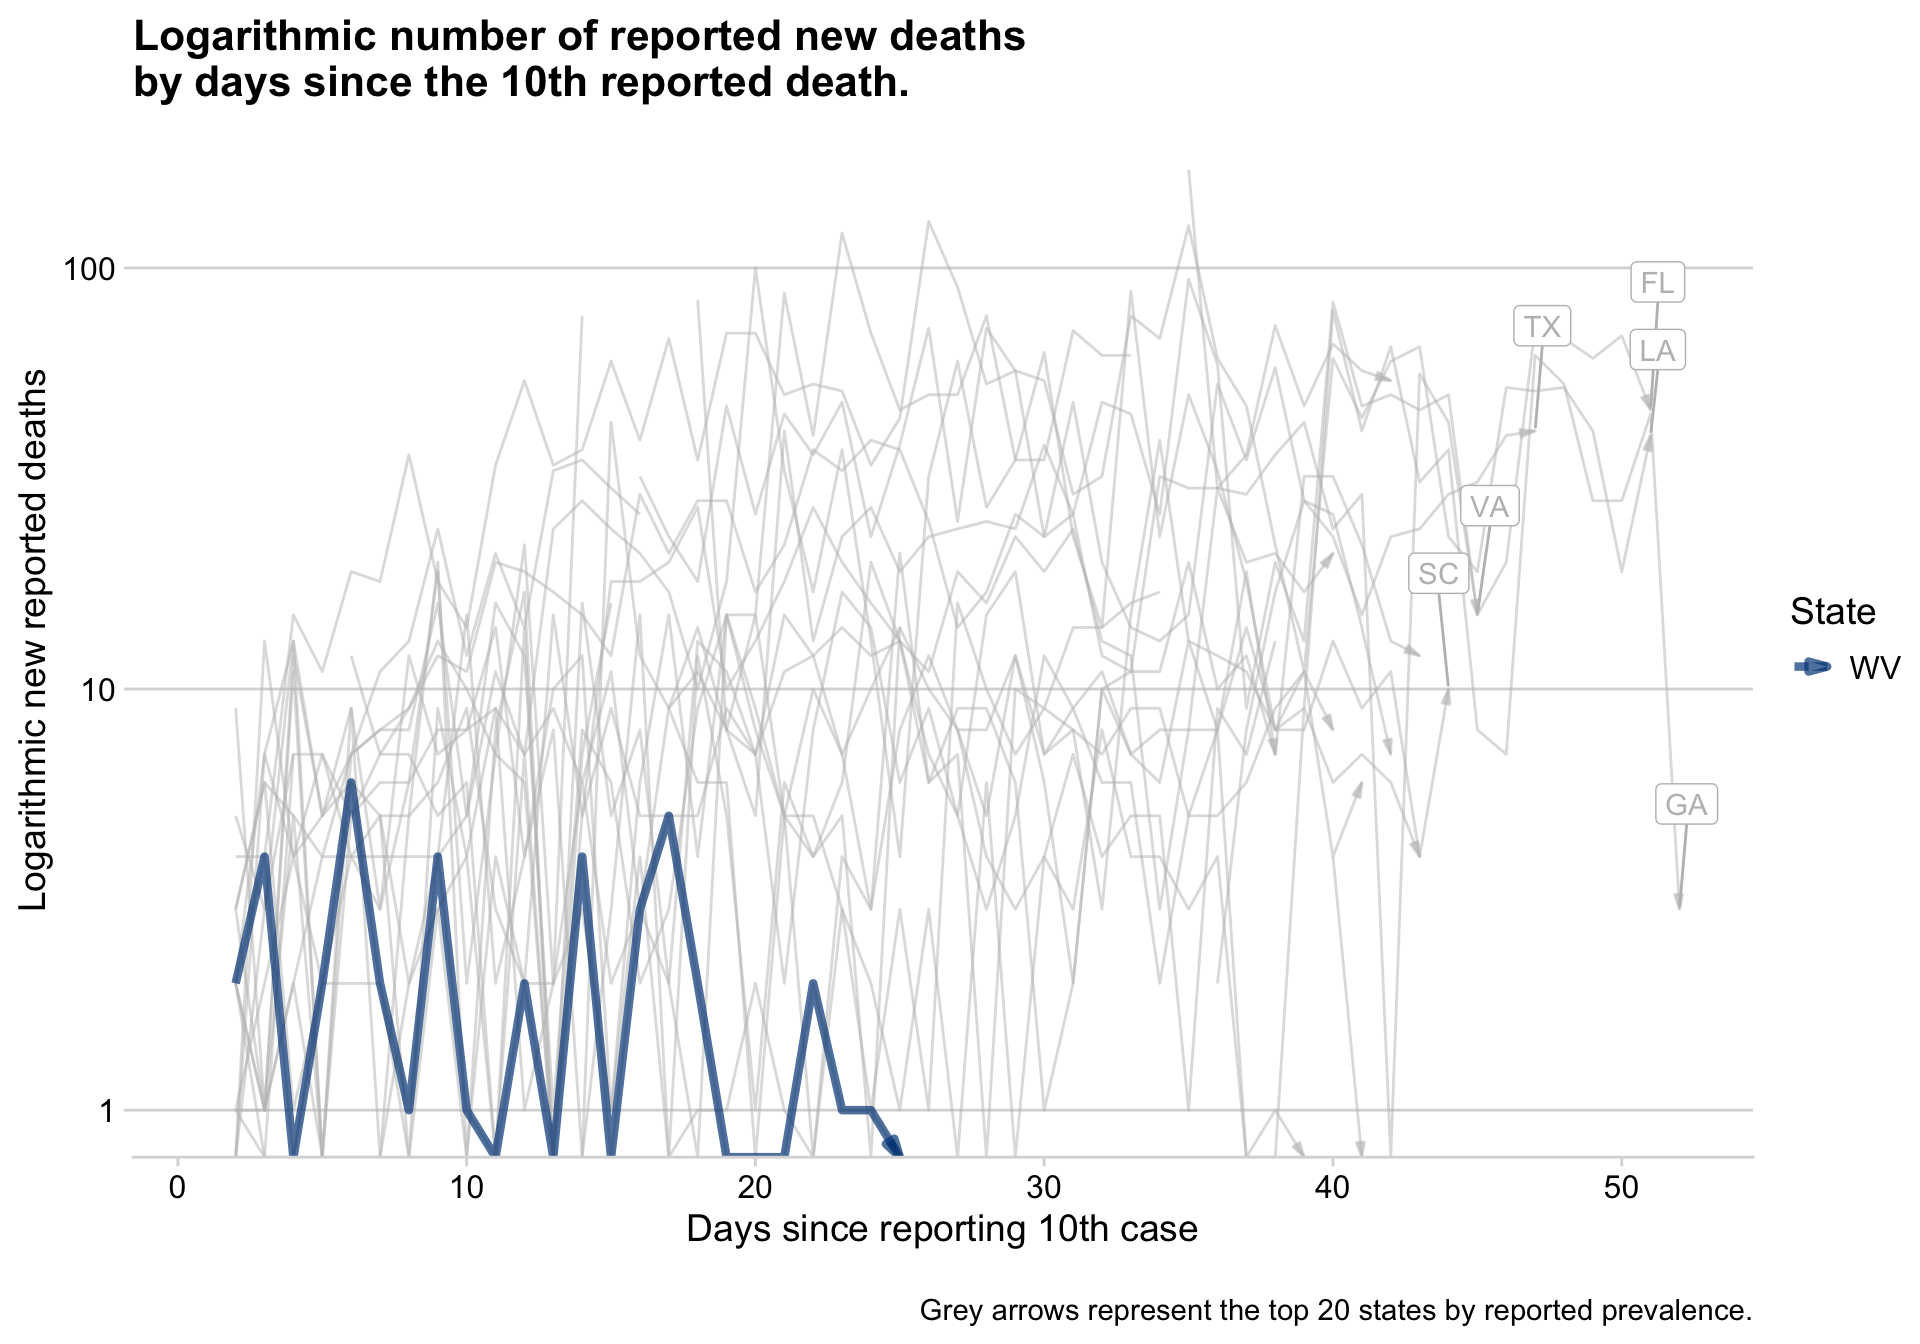 Logarithmic number of reported new deaths
by days since the 10th reported death.
Logarithmic new reported deaths
100
10
1
FL
TX
LA
VA
SC
GA
State
WV
0 10 20 30 40 50
Days since reporting 10th case
Grey arrows represent the top 20 states by reported prevalence.